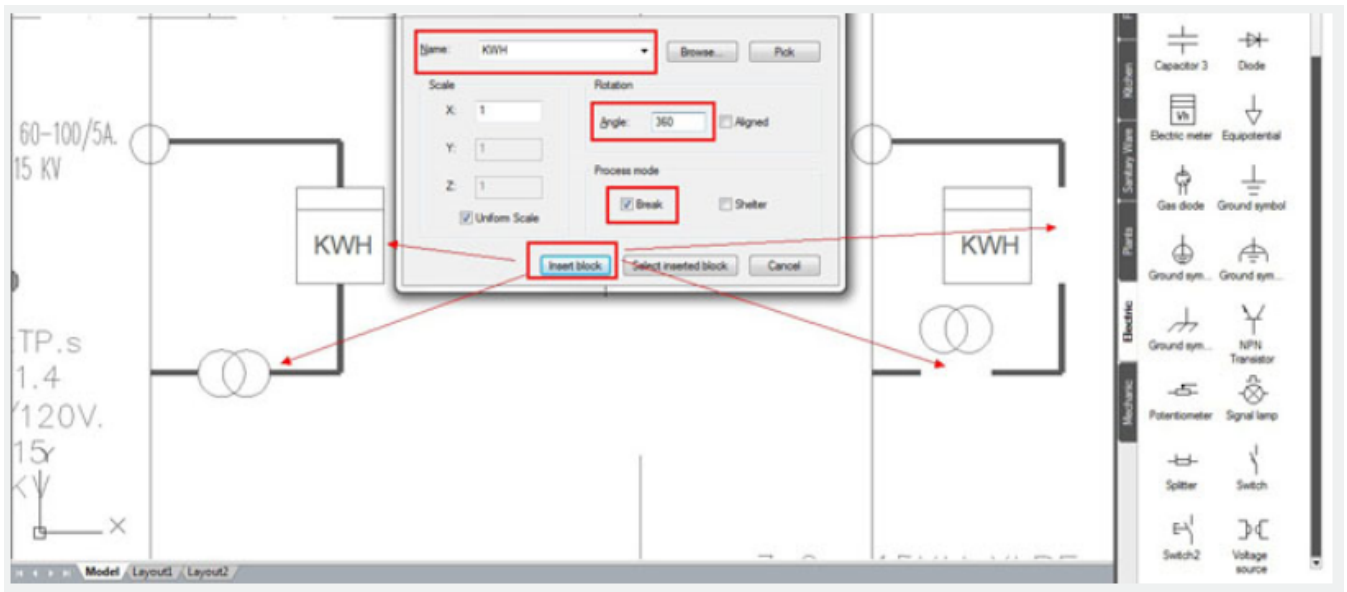 60-100/5A.
15 KV
KWH
TP.s
1.4
/120V.
15
KV
Y
X
Name: KWH
Browse...
Pick
Scale
X: 1
Y: 1
Z: 1
Uniform Scale
Rotation
Angle: 360
Aligned
Process mode
Break
Shelter
Insert block
Select inserted block
Cancel
KWH
Kitchen
Sanitary Ware
Plants
Electric
Mechanic
Capacitor 3
Diode
Electric meter
Vh
Equipotential
Gas diode
Ground symbol
Ground sym...
Ground sym...
Ground sym...
NPN
Transistor
Potentiometer
Signal lamp
Splitter
Switch
Switch2
Voltage
source
Model
Layout1
Layout2